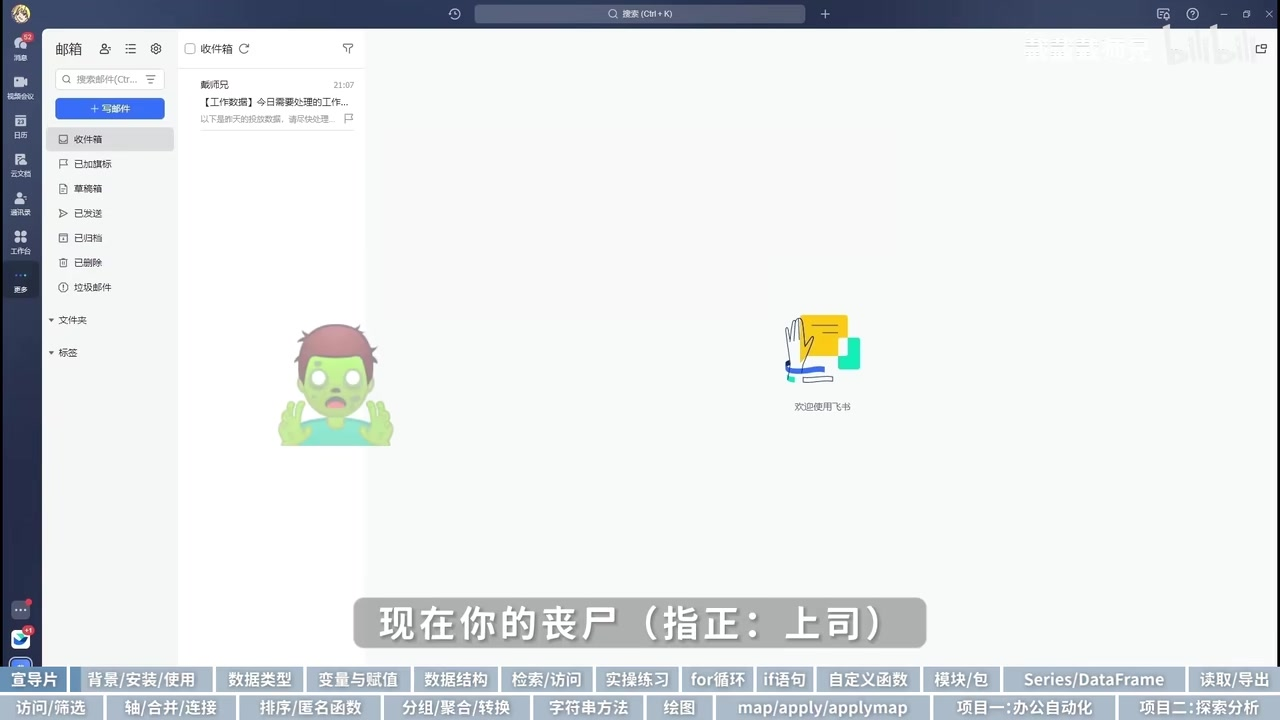 搜索 (Ctrl + K)
52
消息
视频会议
日历
云文档
通讯录
工作台
更多
邮箱
搜索邮件(Ctr...
写邮件
收件箱
已加旗标
草稿箱
已发送
已归档
已删除
垃圾邮件
文件夹
标签
收件箱
戴师兄
21:07
【工作数据】今日需要处理的工作...
以下是昨天的投放数据，请尽快处理...
戴戴戴师兄
bilibili
欢迎使用飞书
现在你的丧尸（指正：上司）
宣导片
背景/安装/使用
数据类型
变量与赋值
数据结构
检索/访问
实操练习
for循环
if语句
自定义函数
模块/包
Series/DataFrame
读取/导出
访问/筛选
轴/合并/连接
排序/匿名函数
分组/聚合/转换
字符串方法
绘图
map/apply/applymap
项目一:办公自动化
项目二:探索分析